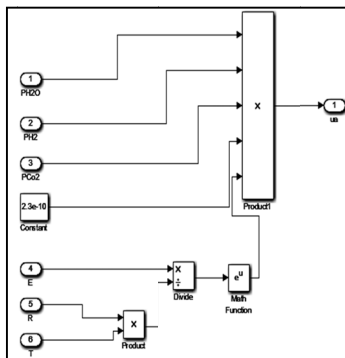 1
PH2O
2
PH2
3
PCo2
2.3e-10
Constant
x
Product1
1
ua
4
E
5
R
6
T
x
Product
x
÷
Divide
e^u
Math
Function